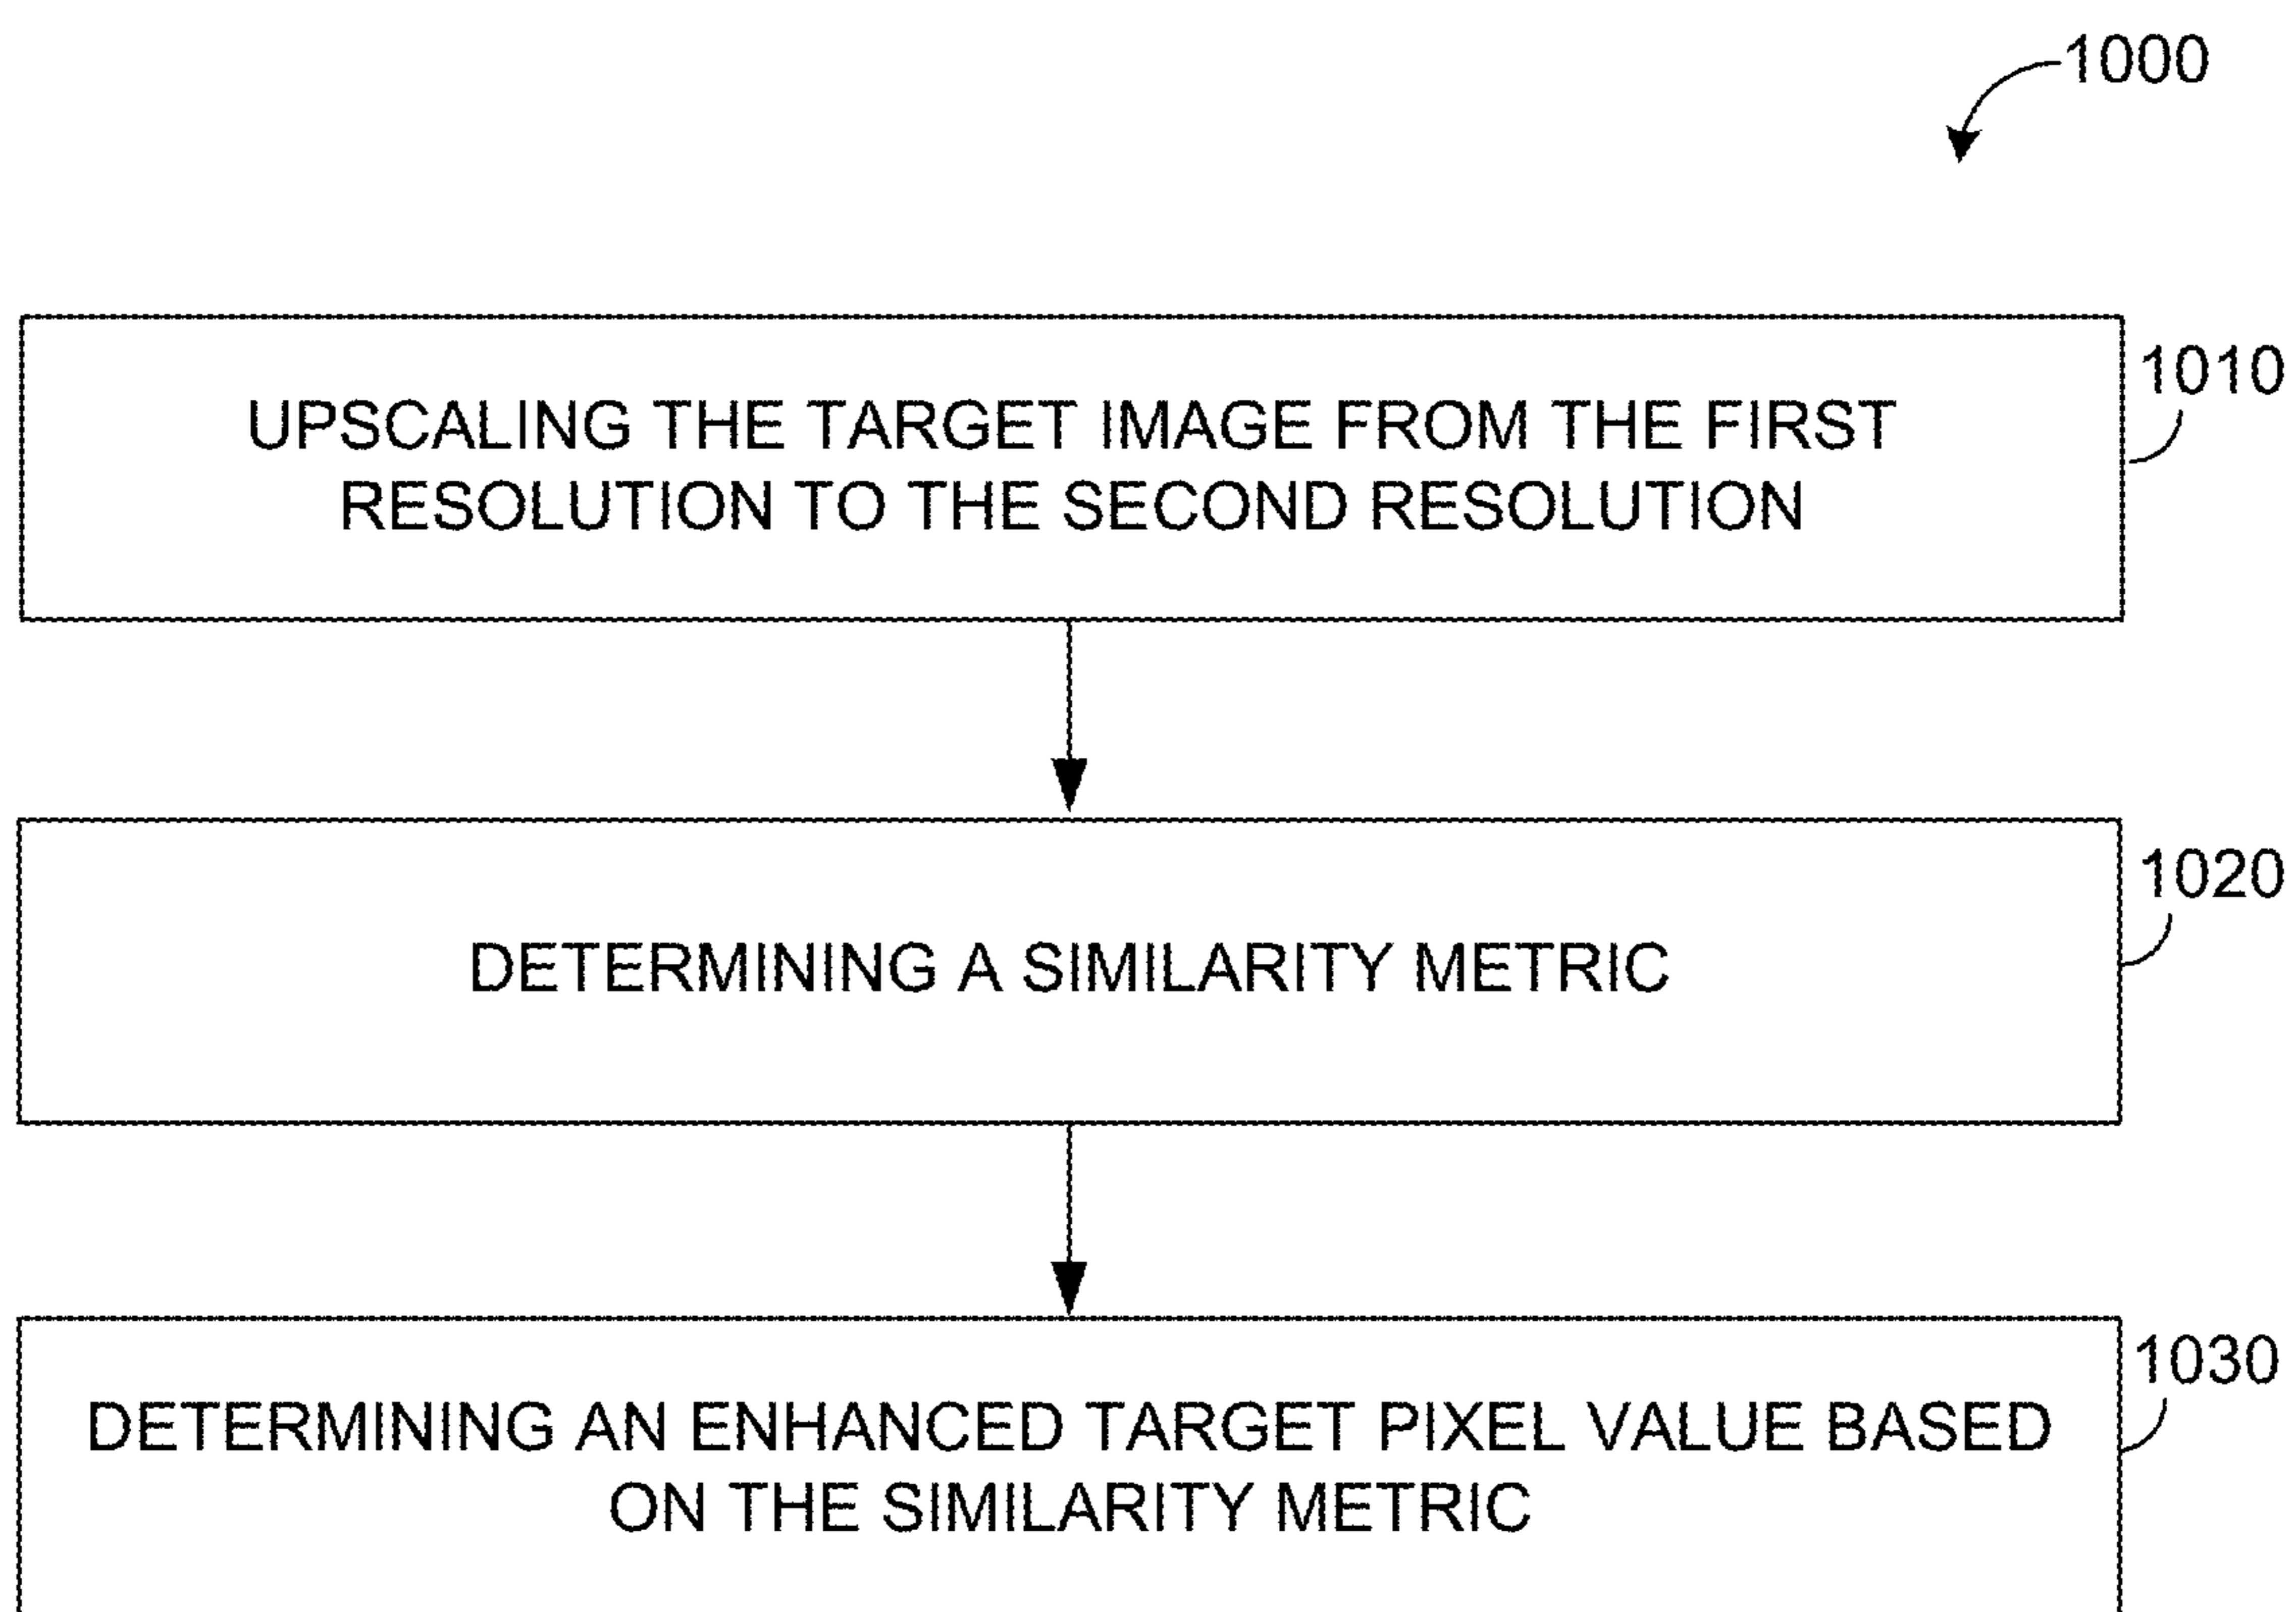 1000
UPSCALING THE TARGET IMAGE FROM THE FIRST
RESOLUTION TO THE SECOND RESOLUTION
1010
DETERMINING A SIMILARITY METRIC
1020
DETERMINING AN ENHANCED TARGET PIXEL VALUE BASED
ON THE SIMILARITY METRIC
1030